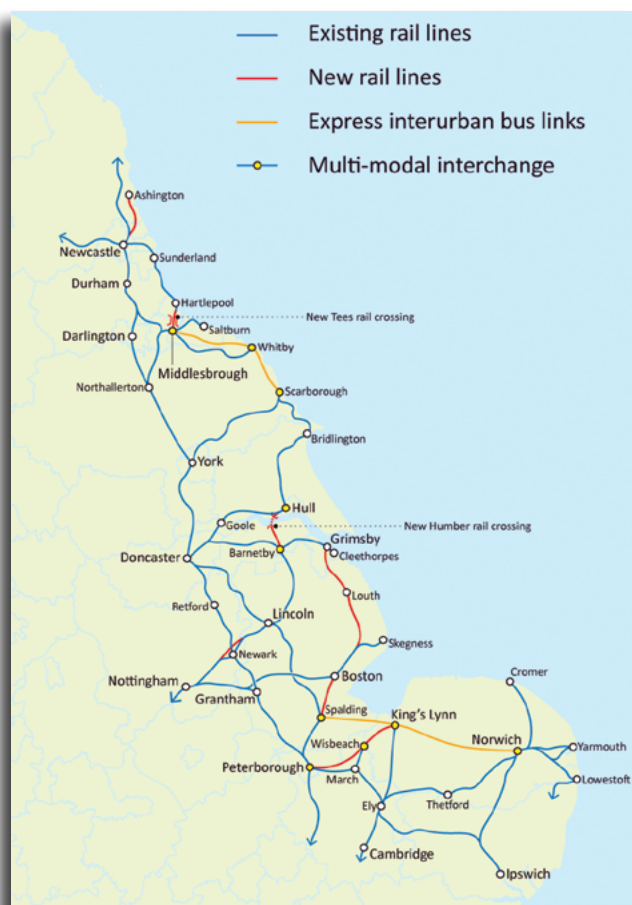 Existing rail lines
New rail lines
Express interurban bus links
Multi-modal interchange
Ashington
Newcastle
Sunderland
Durham
Hartlepool
New Tees rail crossing
Saltburn
Darlington
Whitby
Middlesbrough
Northallerton
Scarborough
Bridlington
York
Hull
Goole
New Humber rail crossing
Grimsby
Barnetby
Cleethorpes
Doncaster
Louth
Retford
Lincoln
Skegness
Newark
Boston
Cromer
Nottingham
Grantham
Spalding
King's Lynn
Wisbeach
Norwich
Yarmouth
Peterborough
March
Lowestoft
Thetford
Ely
Cambridge
Ipswich